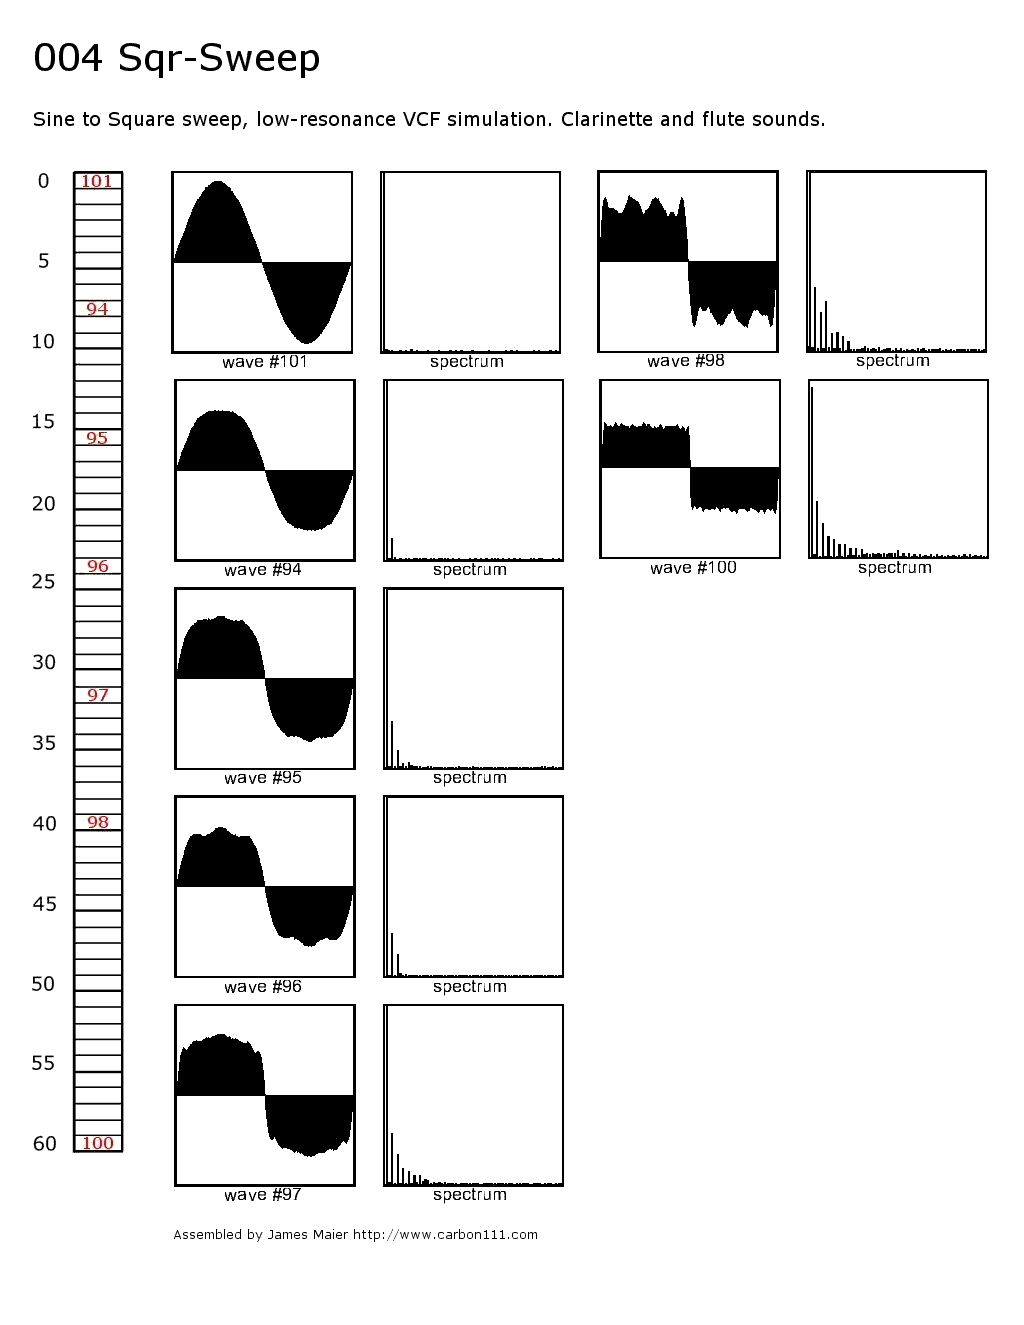 004 Sqr-Sweep
Sine to Square sweep, low-resonance VCF simulation. Clarinette and flute sounds.
0
101
5
94
10
15
95
20
96
25
30
97
35
40
98
45
50
55
60
100
wave #101
spectrum
wave #98
spectrum
wave #94
spectrum
wave #100
spectrum
wave #95
spectrum
wave #96
spectrum
wave #97
spectrum
Assembled by James Maier http://www.carbon111.com